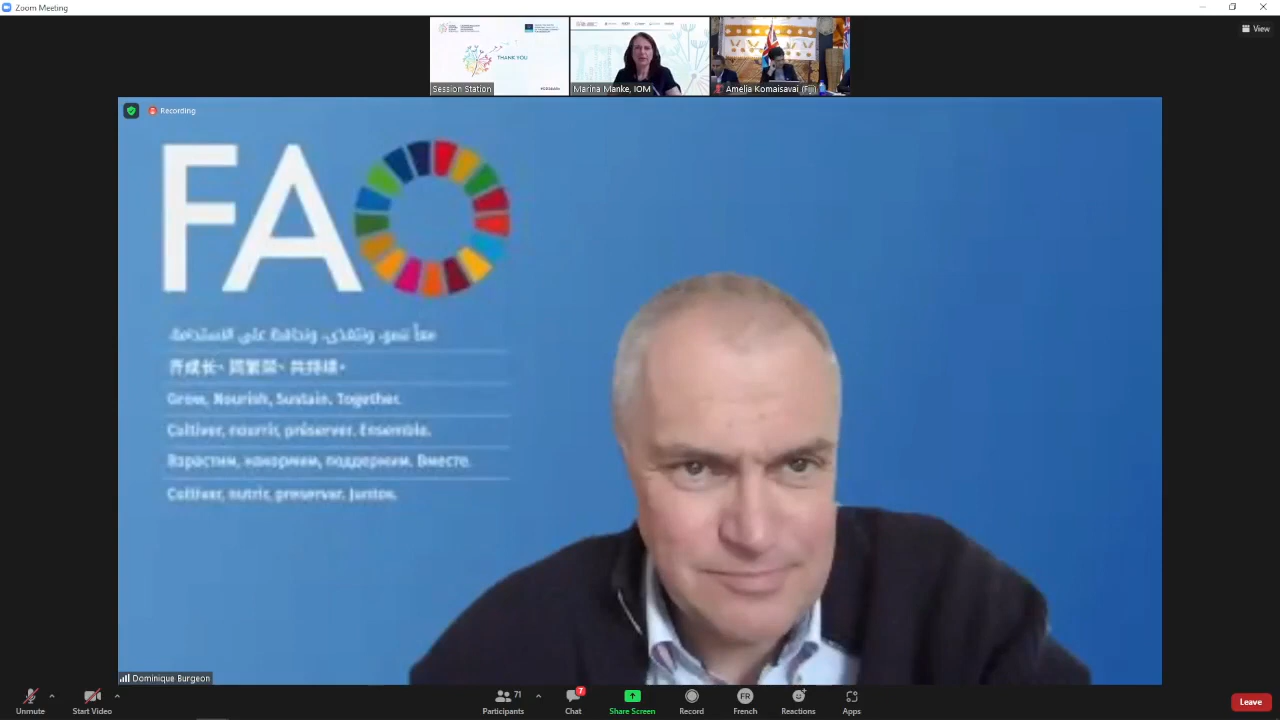 Zoom Meeting
View
THANK YOU
Session Station
Marina Manke, IOM
Amelia Komaisavai (Fiji)
Recording
FAO
معاً ننمو، ونتغذى، ونحافظ على الاستدامة.
齐成长、同繁荣、共持续。
Grow, Nourish, Sustain. Together.
Cultiver, nourrir, préserver. Ensemble.
Взрастим, накормим, поддержим. Вместе.
Cultivar, nutrir, preservar. Juntos.
Dominique Burgeon
71
7
FR
Unmute
Start Video
Participants
Chat
Share Screen
Record
French
Reactions
Apps
Leave